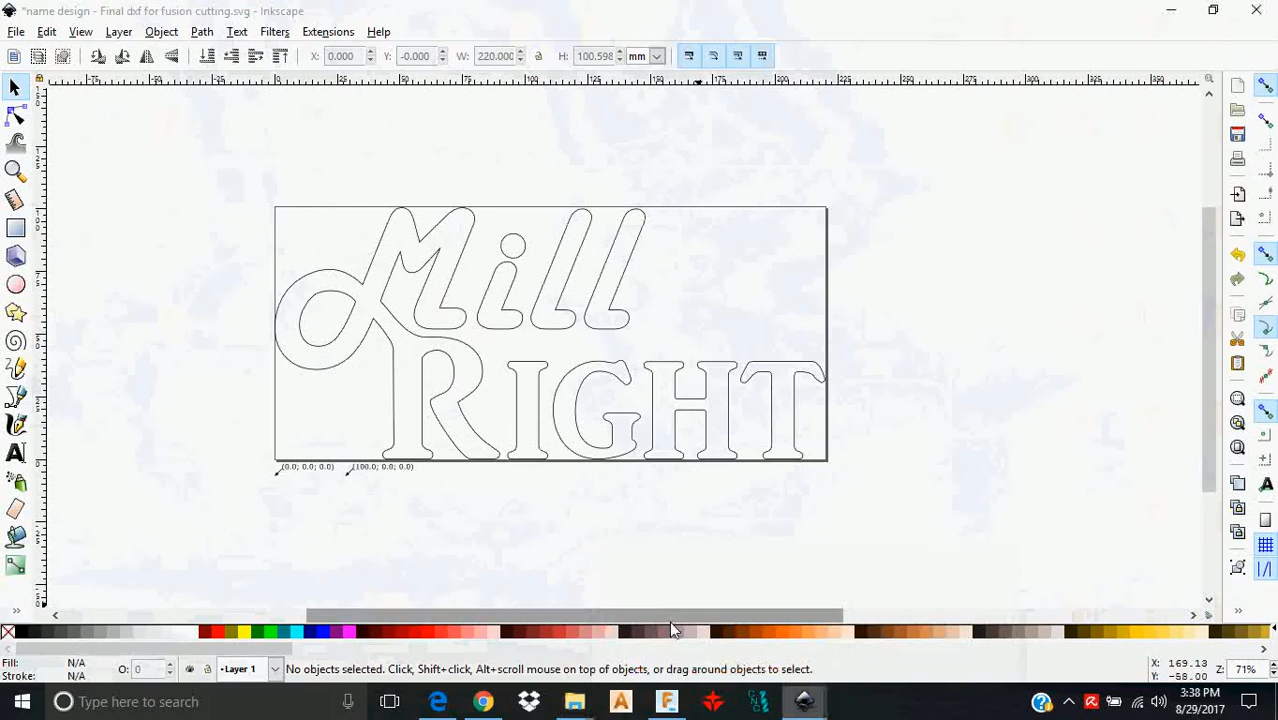 *name design - Final dxf for fusion cutting.svg - Inkscape
File Edit View Layer Object Path Text Filters Extensions Help
X: 0.000 Y: -0.000 W: 220.000 H: 100.598 mm
Mill
RIGHT
(0.0; 0.0; 0.0) (100.0; 0.0; 0.0)
Fill: N/A
Stroke: N/A
O: 0
Layer 1
No objects selected. Click, Shift+click, Alt+scroll mouse on top of objects, or drag around objects to select.
X: 169.13
Y: -58.00
Z: 71%
Type here to search
3:38 PM
8/29/2017